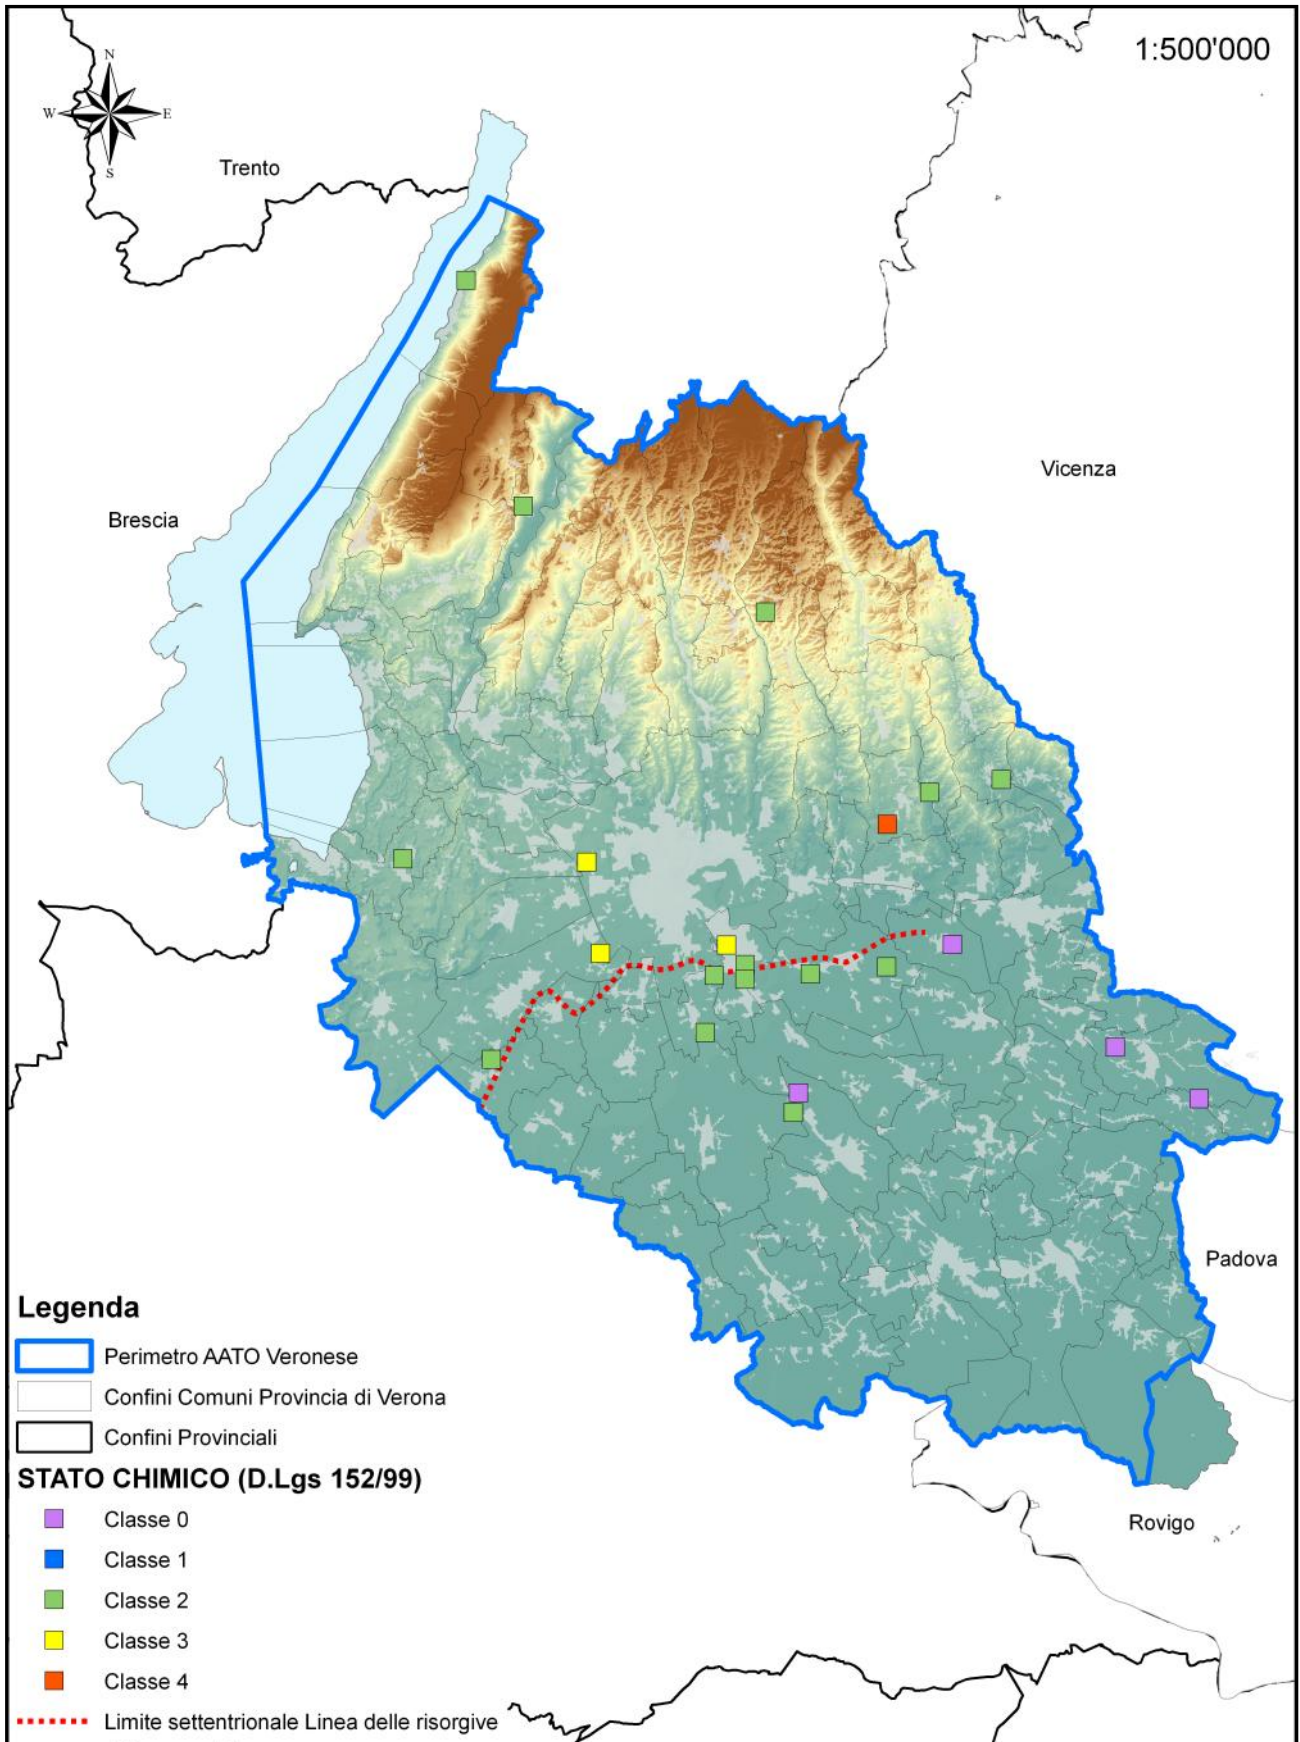 1:500'000
N
W
E
S
Trento
Vicenza
Brescia
Padova
Rovigo
Legenda
Perimetro AATO Veronese
Confini Comuni Provincia di Verona
Confini Provinciali
STATO CHIMICO (D.Lgs 152/99)
Classe 0
Classe 1
Classe 2
Classe 3
Classe 4
Limite settentrionale Linea delle risorgive